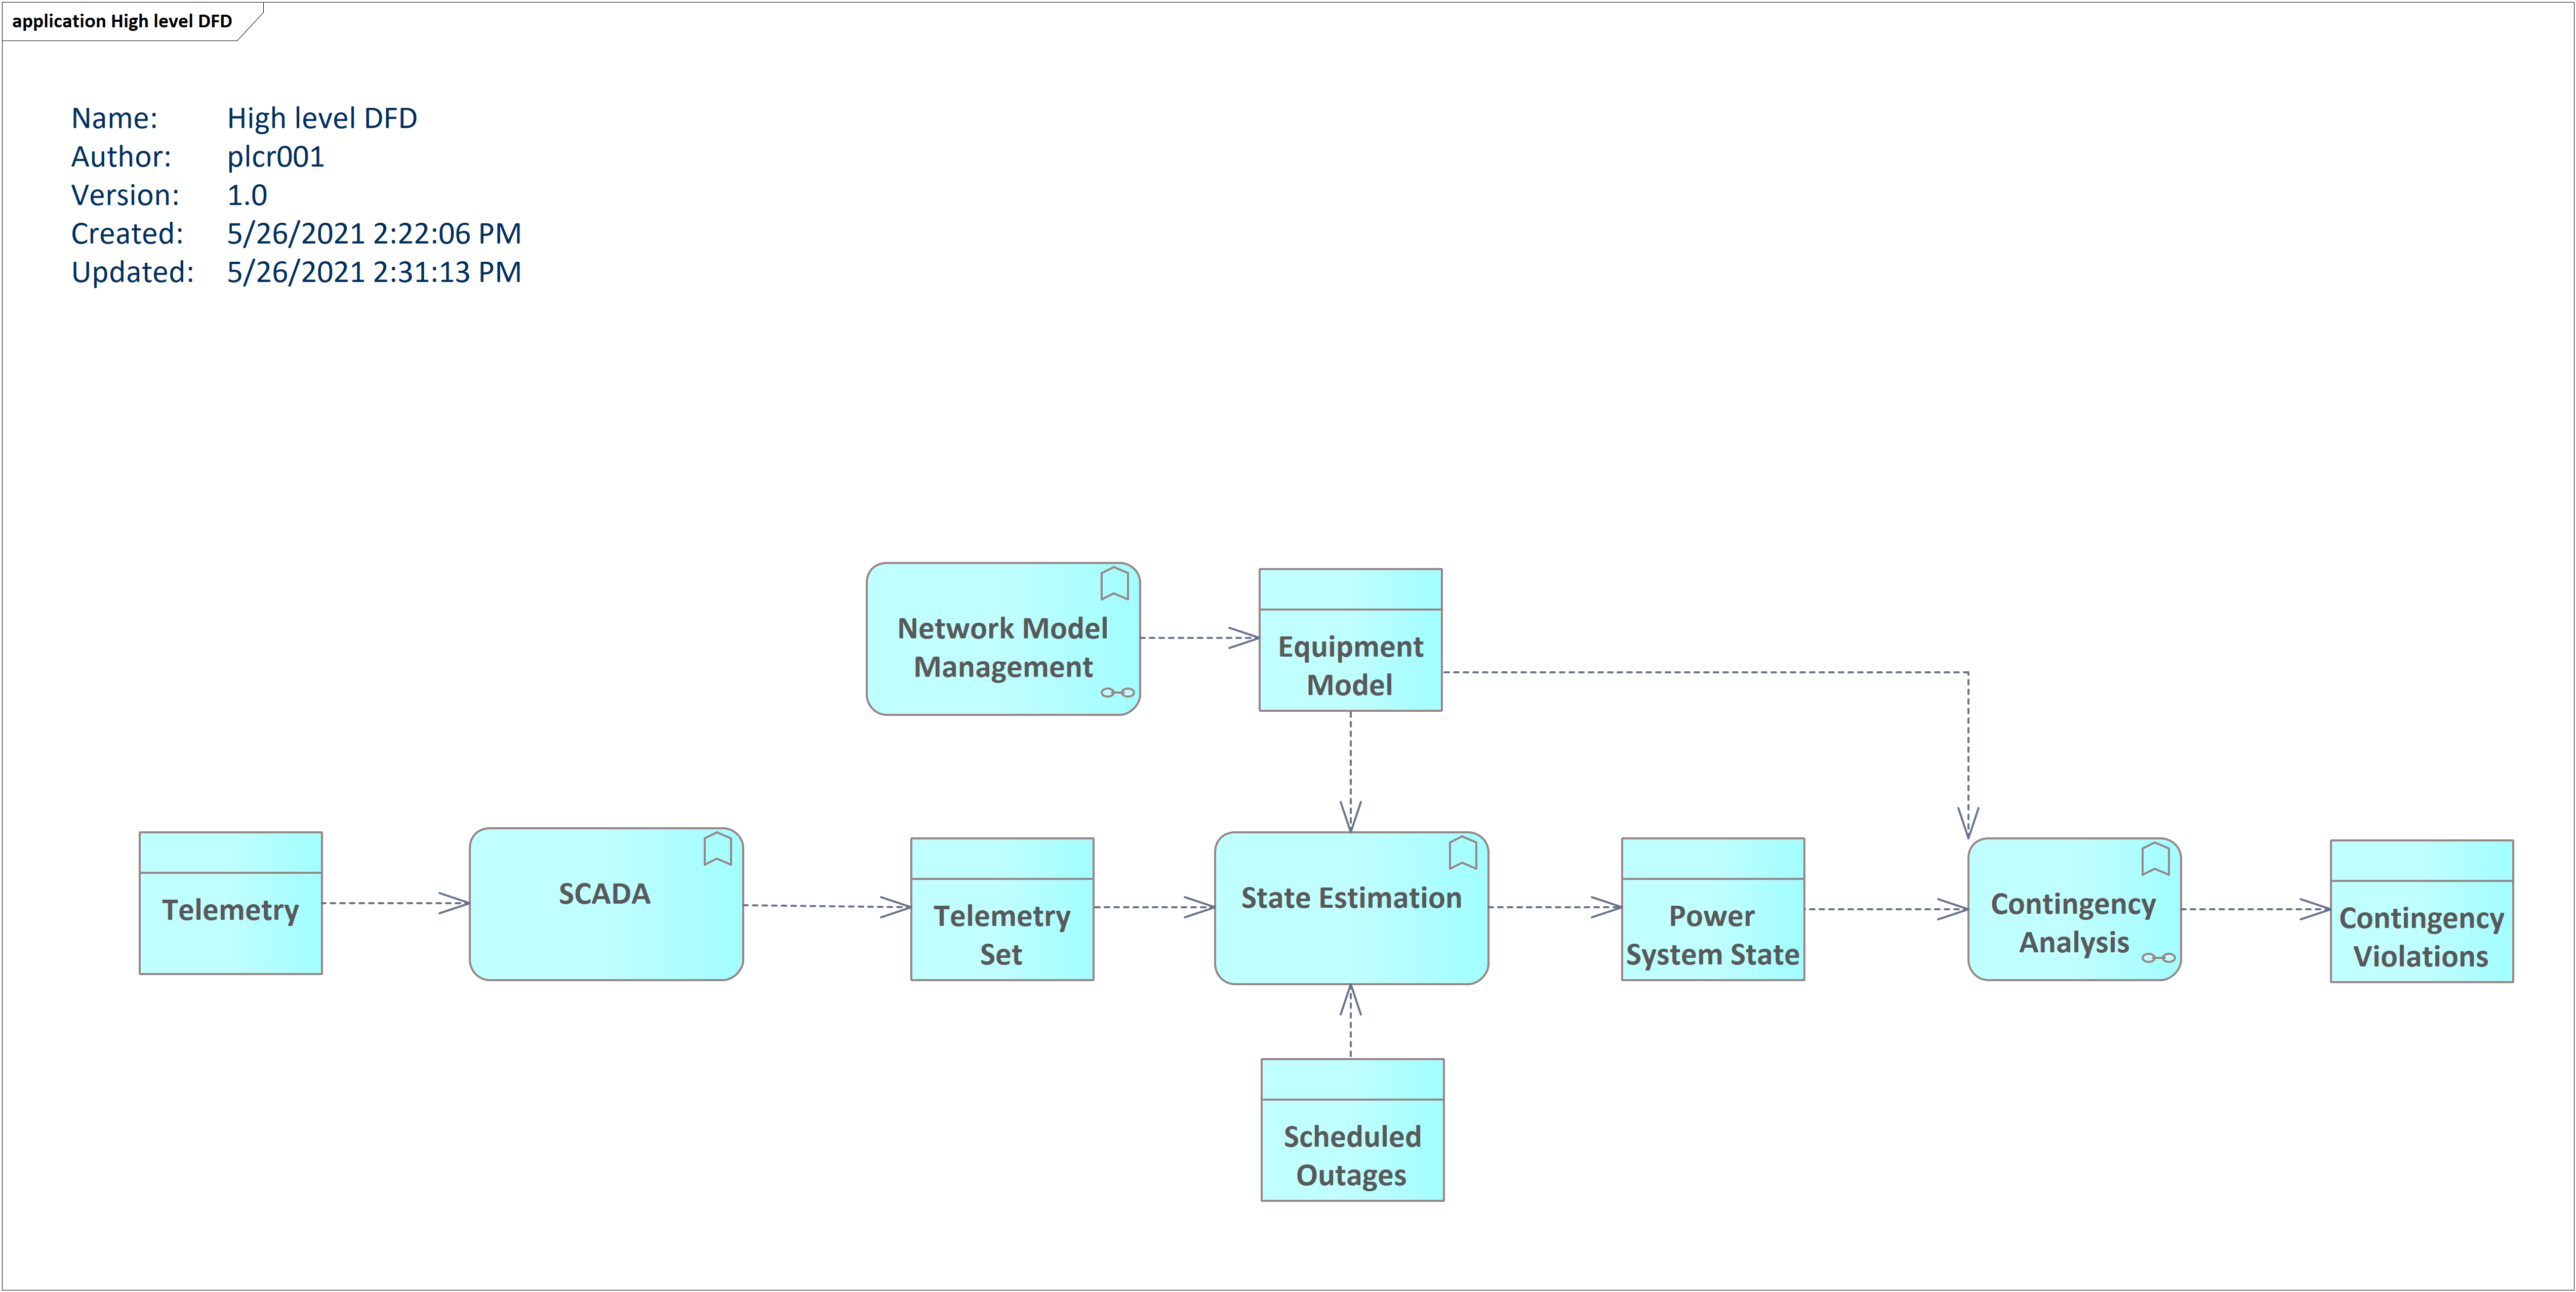 application High level DFD
Name: High level DFD
Author: plcr001
Version: 1.0
Created: 5/26/2021 2:22:06 PM
Updated: 5/26/2021 2:31:13 PM
Network Model
Management
Equipment
Model
Telemetry
SCADA
Telemetry
Set
State Estimation
Power
System State
Contingency
Analysis
Contingency
Violations
Scheduled
Outages